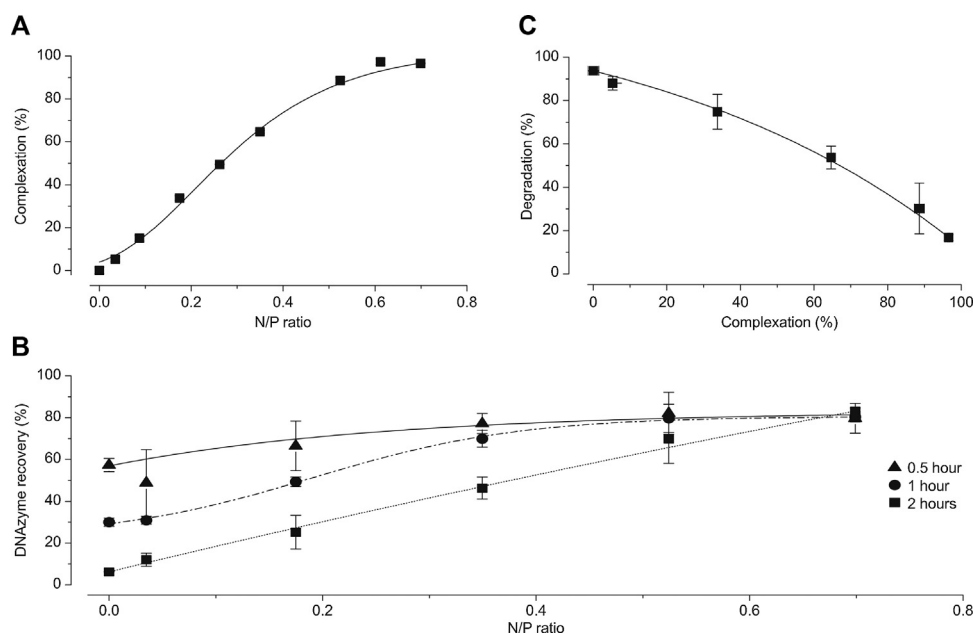 A
100
80
60
40
20
0
Complexation (%)
0.0 0.2 0.4 0.6 0.8
N/P ratio
C
100
80
60
40
20
0
Degradation (%)
0 20 40 60 80 100
Complexation (%)
B
100
80
60
40
20
0
DNAzyme recovery (%)
0.5 hour
1 hour
2 hours
0.0 0.2 0.4 0.6 0.8
N/P ratio